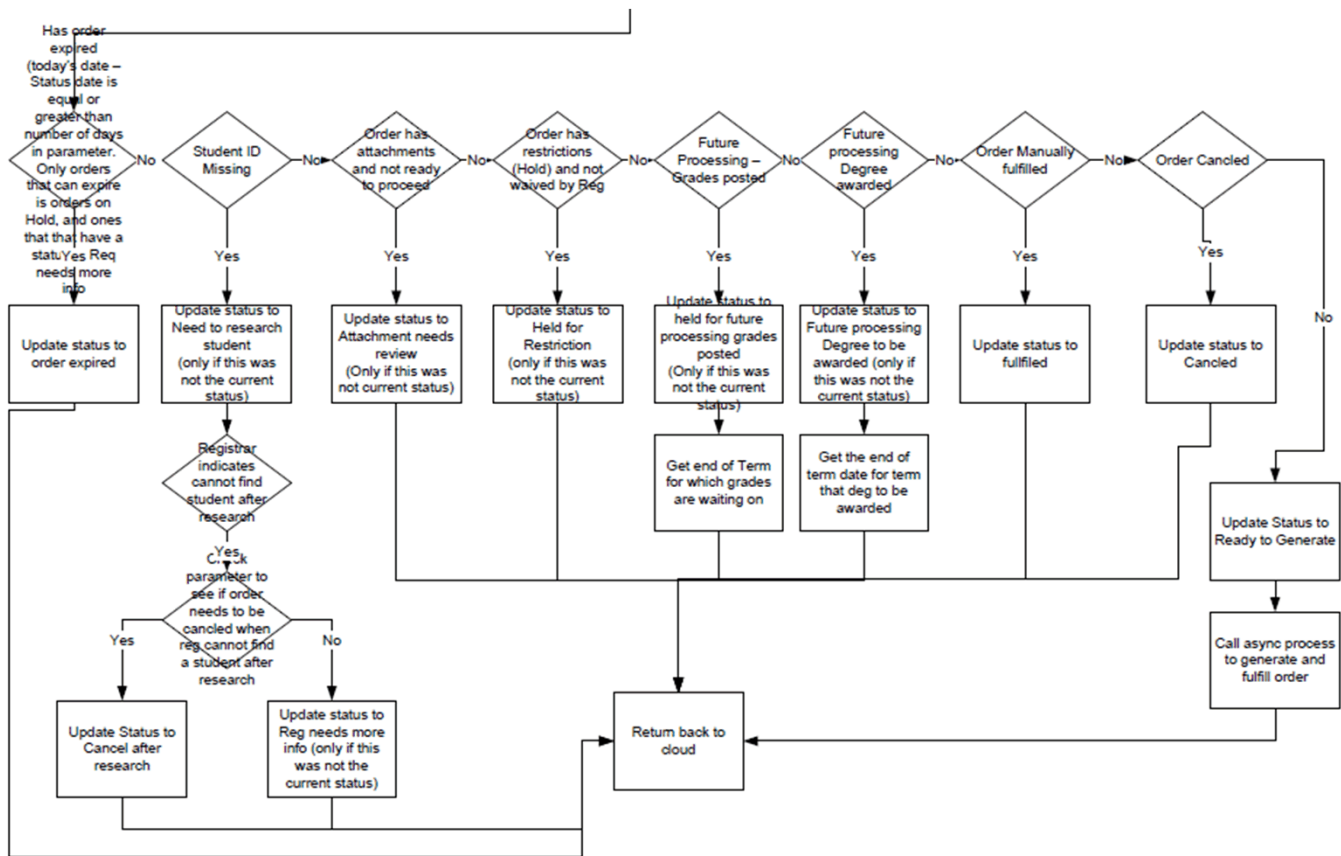 Has order
expired
(today's date –
Status date is
equal or
greater than
number of days
in parameter.
Only orders
that can expire
is orders on
Hold, and ones
that that have a
Req
needs more
info
No
Student ID
Missing
No
Order has
attachments
and not ready
to proceed
No
Order has
restrictions
(Hold) and not
waived by Reg
No
Future
Processing –
Grades posted
No
Future
processing
Degree
awarded
No
Order Manually
fulfilled
No
Order Cancled
Yes
Yes
Yes
Yes
Yes
Yes
Yes
Yes
No
Update status to
order expired
Update status to
Need to research
student
(only if this was
not the current
status)
Update status to
Attachment needs
review
(Only if this was
not current status)
Update status to
Held for
Restriction
(only if this was
not the current
status)
Update status to
held for future
processing grades
posted
(Only if this was
not the current
status)
Update status to
Future processing
Degree to be
awarded (only if
this was not the
current status)
Update status to
fullfiled
Update status to
Cancled
Registrar
indicates
cannot find
student after
research
Get end of Term
for which grades
are waiting on
Get the end of
term date for term
that deg to be
awarded
Update Status to
Ready to Generate
Yes
parameter to
see if order
needs to be
cancled when
reg cannot find
a student after
research
Yes
No
Call async process
to generate and
fulfill order
Update Status to
Cancel after
research
Update status to
Reg needs more
info (only if this
was not the
current status)
Return back to
cloud